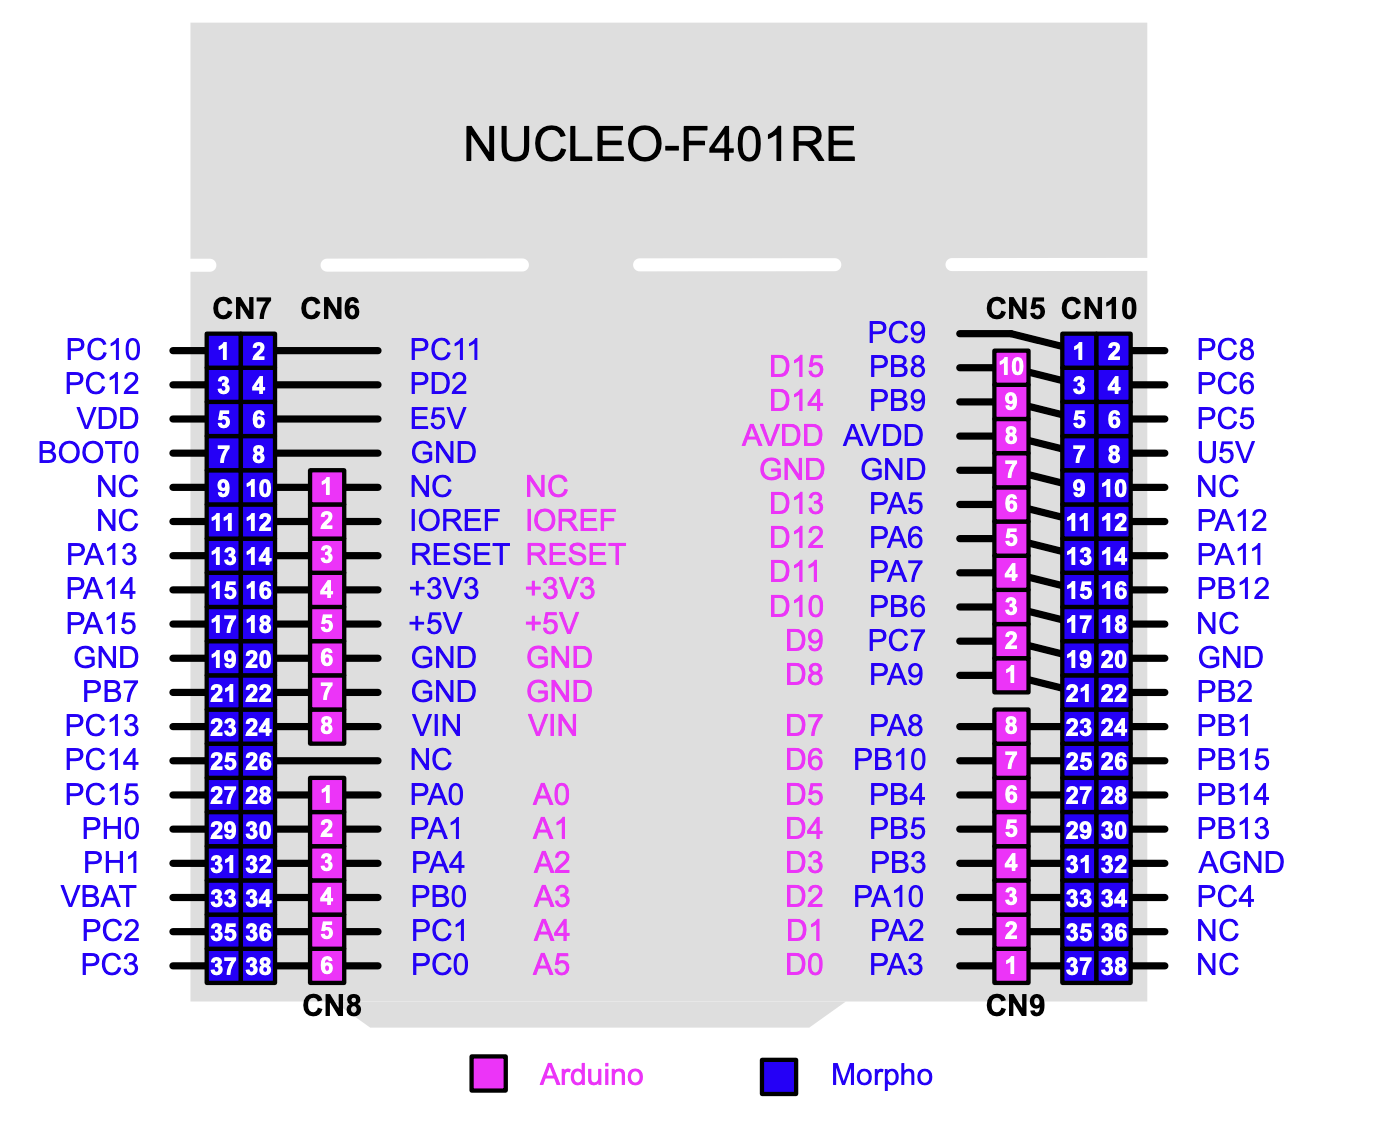 NUCLEO-F401RE
CN7 CN6 CN5 CN10
PC9
PC10 1 2 PC11 1 2 PC8
D15 PB8 10
PC12 3 4 PD2 3 4 PC6
D14 PB9 9
VDD 5 6 E5V 5 6 PC5
AVDD AVDD 8
BOOT0 7 8 GND 7 8 U5V
GND GND 7
NC 9 10 1 NC NC 9 10 NC
D13 PA5 6
NC 11 12 2 IOREF IOREF 11 12 PA12
D12 PA6 5
PA13 13 14 3 RESET RESET 13 14 PA11
D11 PA7 4
PA14 15 16 4 +3V3 +3V3 15 16 PB12
D10 PB6 3
PA15 17 18 5 +5V +5V 17 18 NC
D9 PC7 2
GND 19 20 6 GND GND 19 20 GND
D8 PA9 1
PB7 21 22 7 GND GND 21 22 PB2
PC13 23 24 8 VIN VIN D7 PA8 8 23 24 PB1
PC14 25 26 NC D6 PB10 7 25 26 PB15
PC15 27 28 1 PA0 A0 D5 PB4 6 27 28 PB14
PH0 29 30 2 PA1 A1 D4 PB5 5 29 30 PB13
PH1 31 32 3 PA4 A2 D3 PB3 4 31 32 AGND
VBAT 33 34 4 PB0 A3 D2 PA10 3 33 34 PC4
PC2 35 36 5 PC1 A4 D1 PA2 2 35 36 NC
PC3 37 38 6 PC0 A5 D0 PA3 1 37 38 NC
CN8 CN9
Arduino Morpho